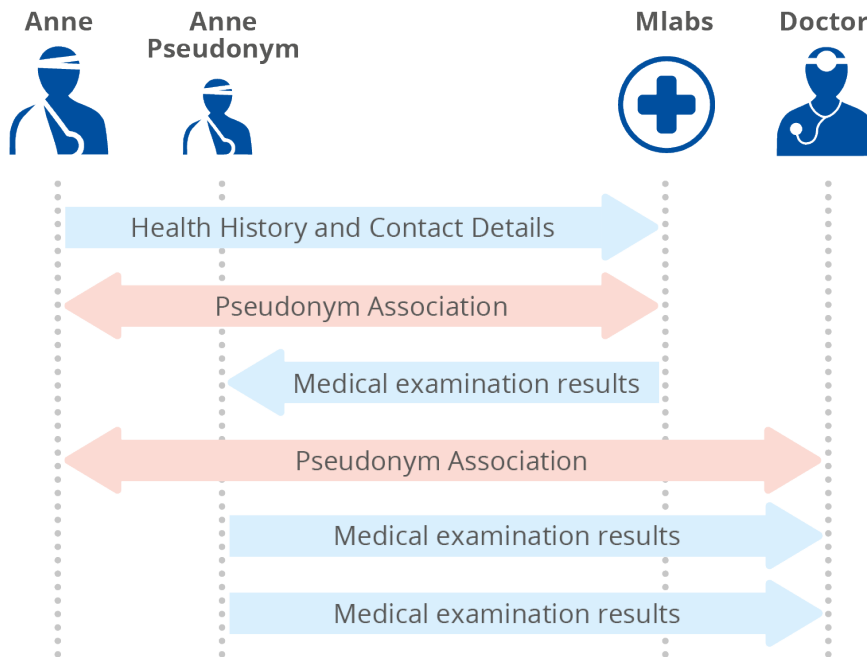 Anne
Anne
Pseudonym
Mlabs
Doctor
Health History and Contact Details
Pseudonym Association
Medical examination results
Pseudonym Association
Medical examination results
Medical examination results